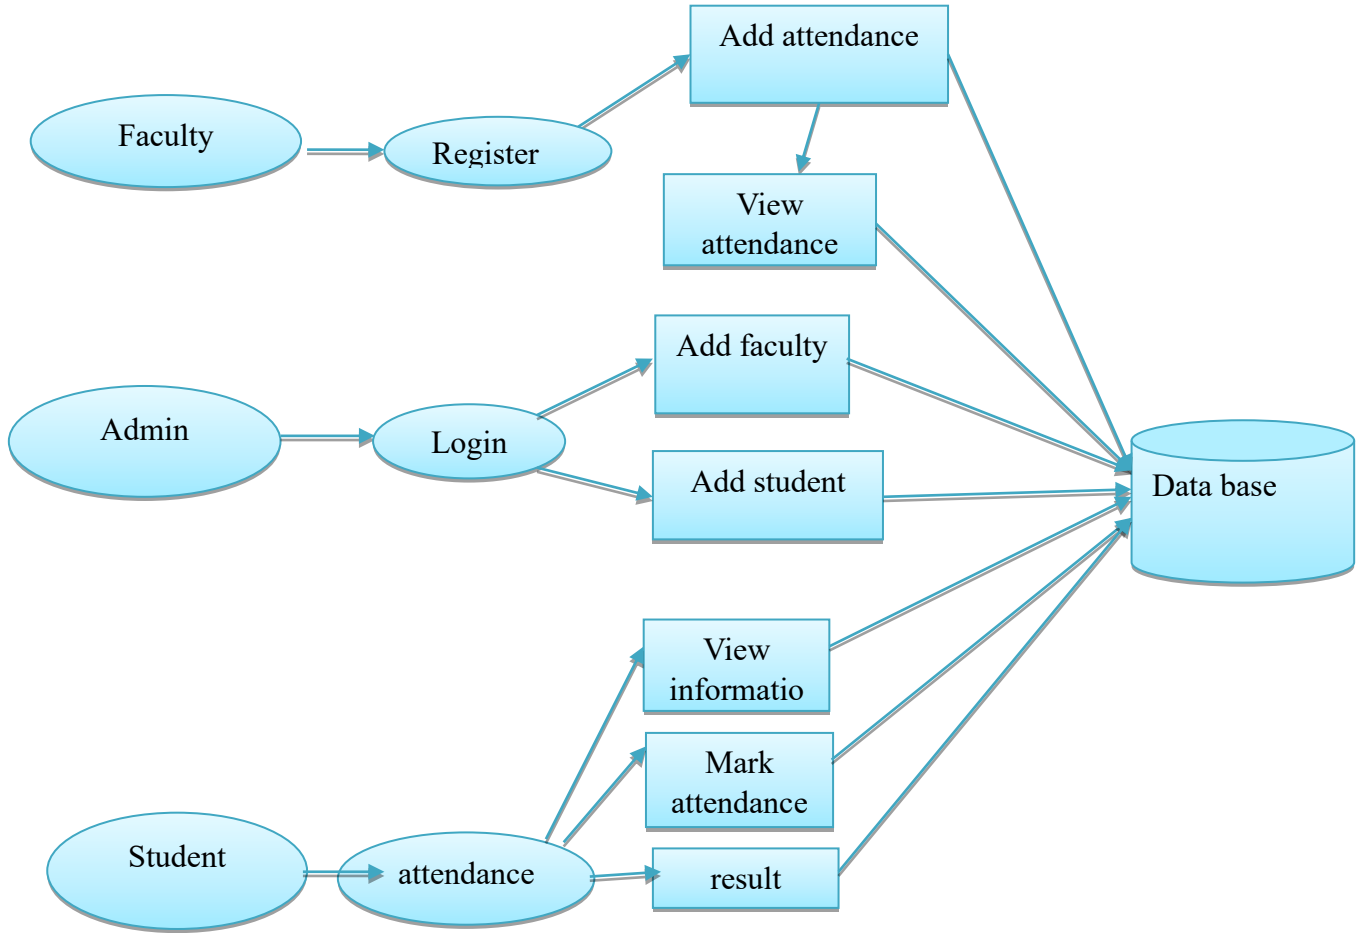 Add attendance
Faculty
Register
View
attendance
Add faculty
Admin
Login
Add student
Data base
View
informatio
Mark
attendance
Student
attendance
result